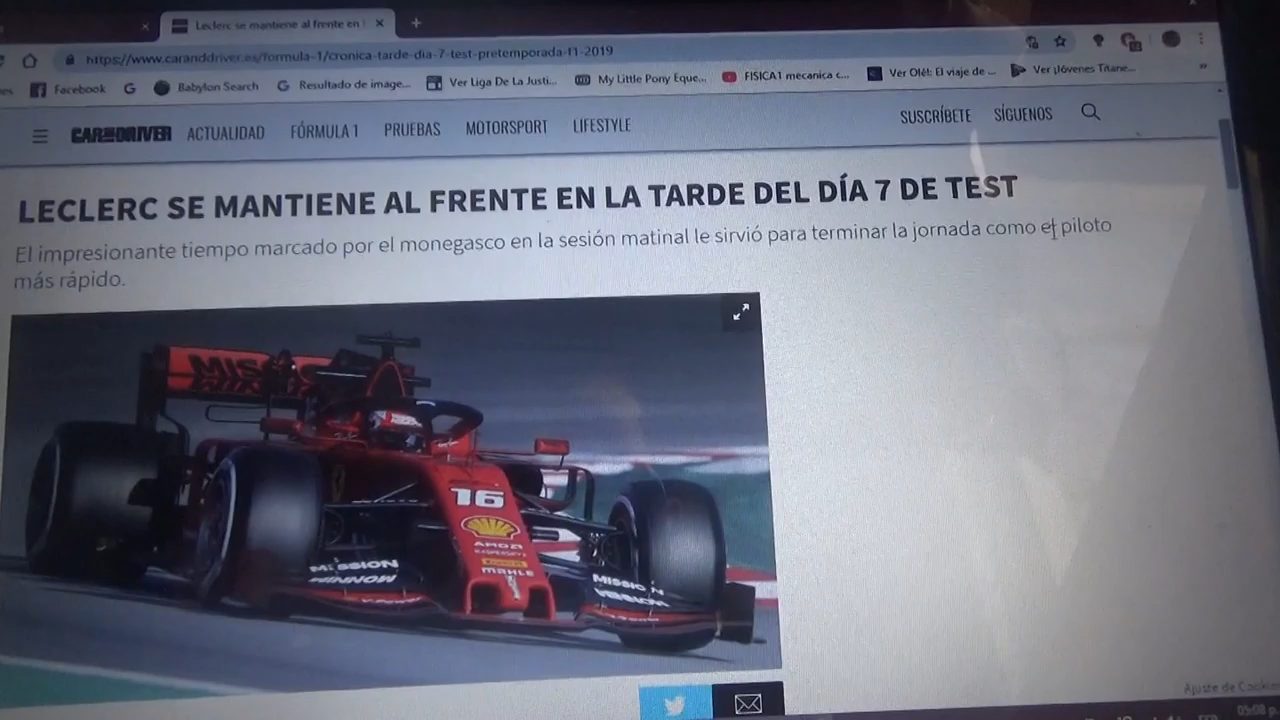 Leclerc se mantiene al frente en
https://www.caranddriver.es/formula-1/cronica-tarde-dia-7-test-pretemporada-f1-2019
Facebook
Babylon Search
Resultado de image...
Ver Liga De La Justi...
My Little Pony Eque...
FISICA1 mecanica c...
Ver Olé!: El viaje de ...
Ver ¡Jóvenes Titane...
CAR AND DRIVER ACTUALIDAD FÓRMULA 1 PRUEBAS MOTORSPORT LIFESTYLE SUSCRÍBETE SÍGUENOS
LECLERC SE MANTIENE AL FRENTE EN LA TARDE DEL DÍA 7 DE TEST
El impresionante tiempo marcado por el monegasco en la sesión matinal le sirvió para terminar la jornada como el piloto
más rápido.
16
AMD
KASPERSKY
MAHLE
MISSION
WINNOW
MISSION
Ajuste de Cookie
05:08 p.